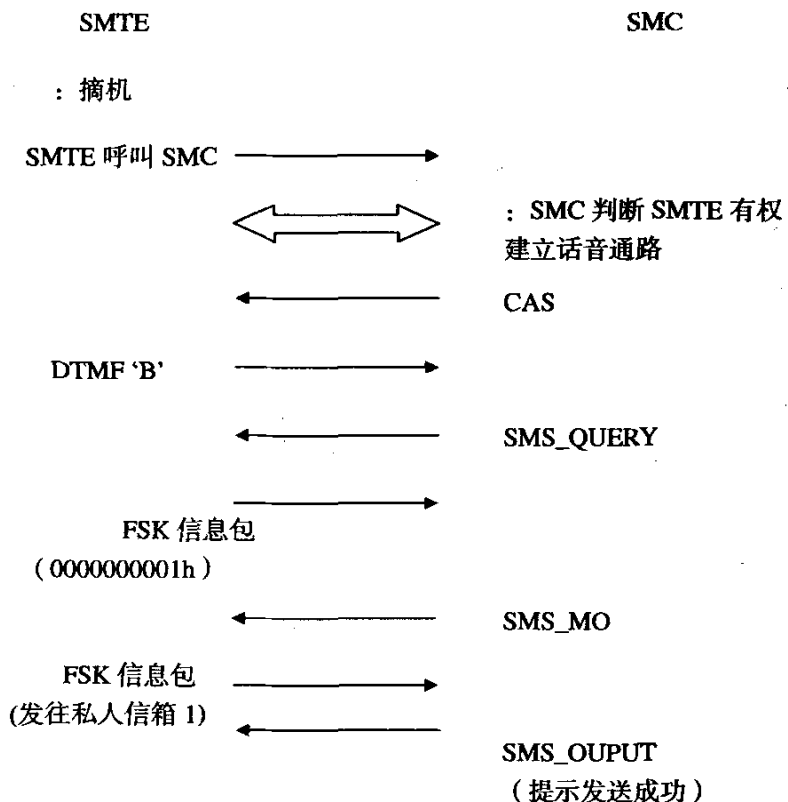 SMTE SMC
：摘机
SMTE 呼叫 SMC
：SMC 判断 SMTE 有权
建立话音通路
CAS
DTMF ‘B’
SMS_QUERY
FSK 信息包
（0000000001h）
SMS_MO
FSK 信息包
(发往私人信箱 1)
SMS_OUPUT
（提示发送成功）